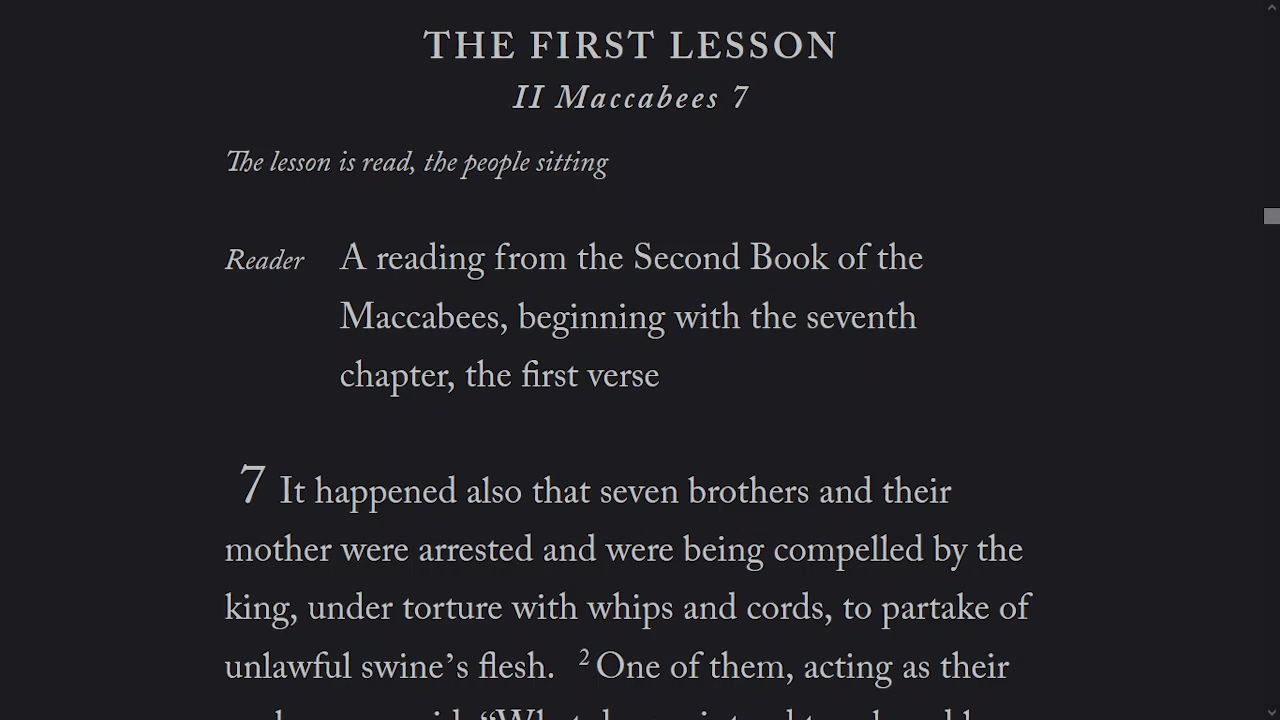 THE FIRST LESSON
II Maccabees 7
The lesson is read, the people sitting
Reader A reading from the Second Book of the
Maccabees, beginning with the seventh
chapter, the first verse
7 It happened also that seven brothers and their
mother were arrested and were being compelled by the
king, under torture with whips and cords, to partake of
unlawful swine’s flesh. 2 One of them, acting as their